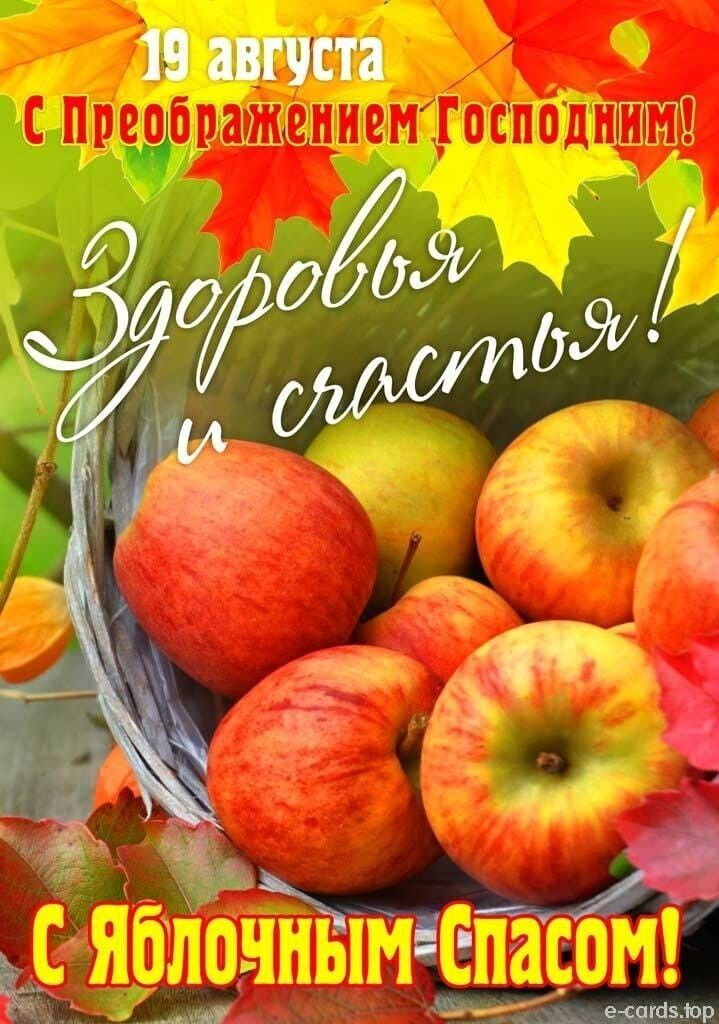 19 августа
С Преображением Господним!
Здоровья
и счастья!
С Яблочным Спасом!
e-cards.top